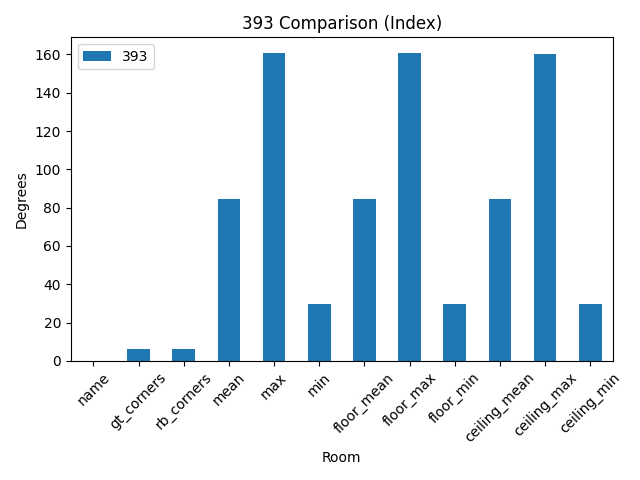 393 Comparison (Index)
393
Degrees
160
140
120
100
80
60
40
20
0
name
gt_corners
rb_corners
mean
max
min
floor_mean
floor_max
floor_min
ceiling_mean
ceiling_max
ceiling_min
Room